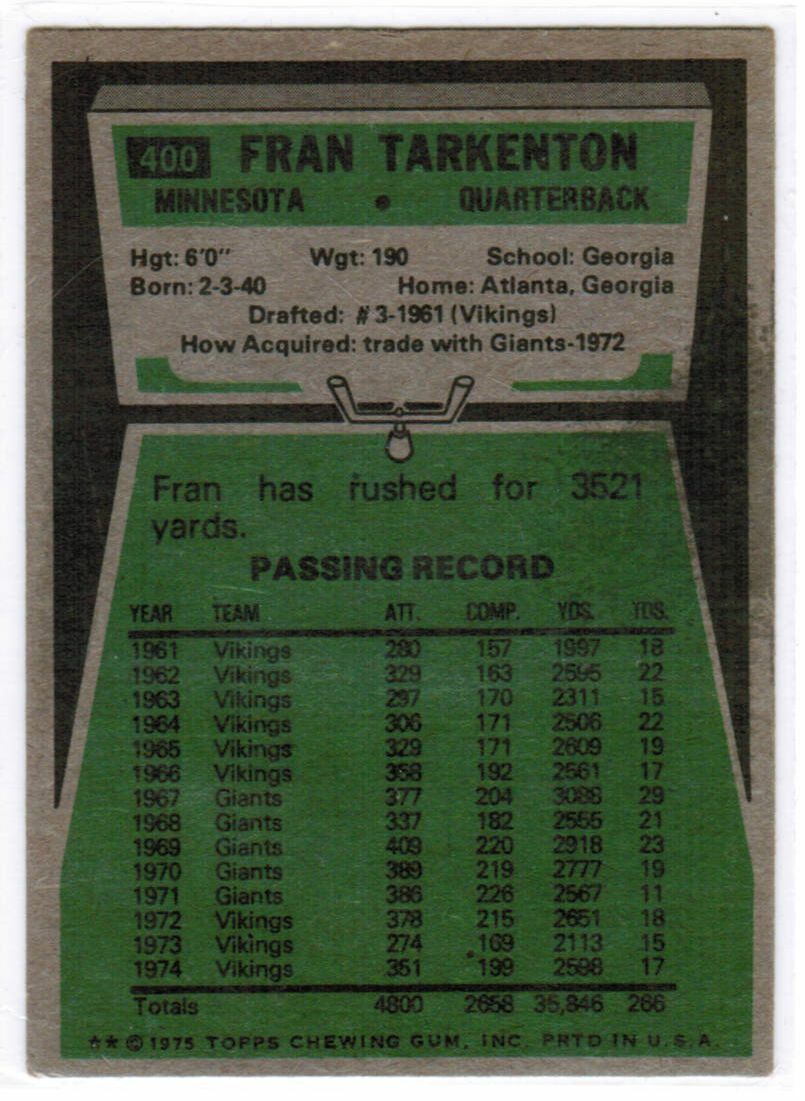 400 FRAN TARKENTON
MINNESOTA • QUARTERBACK
Hgt: 6'0" Wgt: 190 School: Georgia
Born: 2-3-40 Home: Atlanta, Georgia
Drafted: #3-1961 (Vikings)
How Acquired: trade with Giants-1972
Fran has rushed for 3521
yards.
PASSING RECORD
YEAR TEAM ATT. COMP. YDS. TDS.
1961 Vikings 280 157 1997 18
1962 Vikings 329 163 2595 22
1963 Vikings 297 170 2311 15
1964 Vikings 306 171 2506 22
1965 Vikings 329 171 2609 19
1966 Vikings 358 192 2561 17
1967 Giants 377 204 3088 29
1968 Giants 337 182 2555 21
1969 Giants 409 220 2918 23
1970 Giants 389 219 2777 19
1971 Giants 386 226 2567 11
1972 Vikings 378 215 2651 18
1973 Vikings 274 169 2113 15
1974 Vikings 351 199 2598 17
Totals 4800 2658 35,846 266
** © 1975 TOPPS CHEWING GUM, INC. PRTD IN U.S.A.